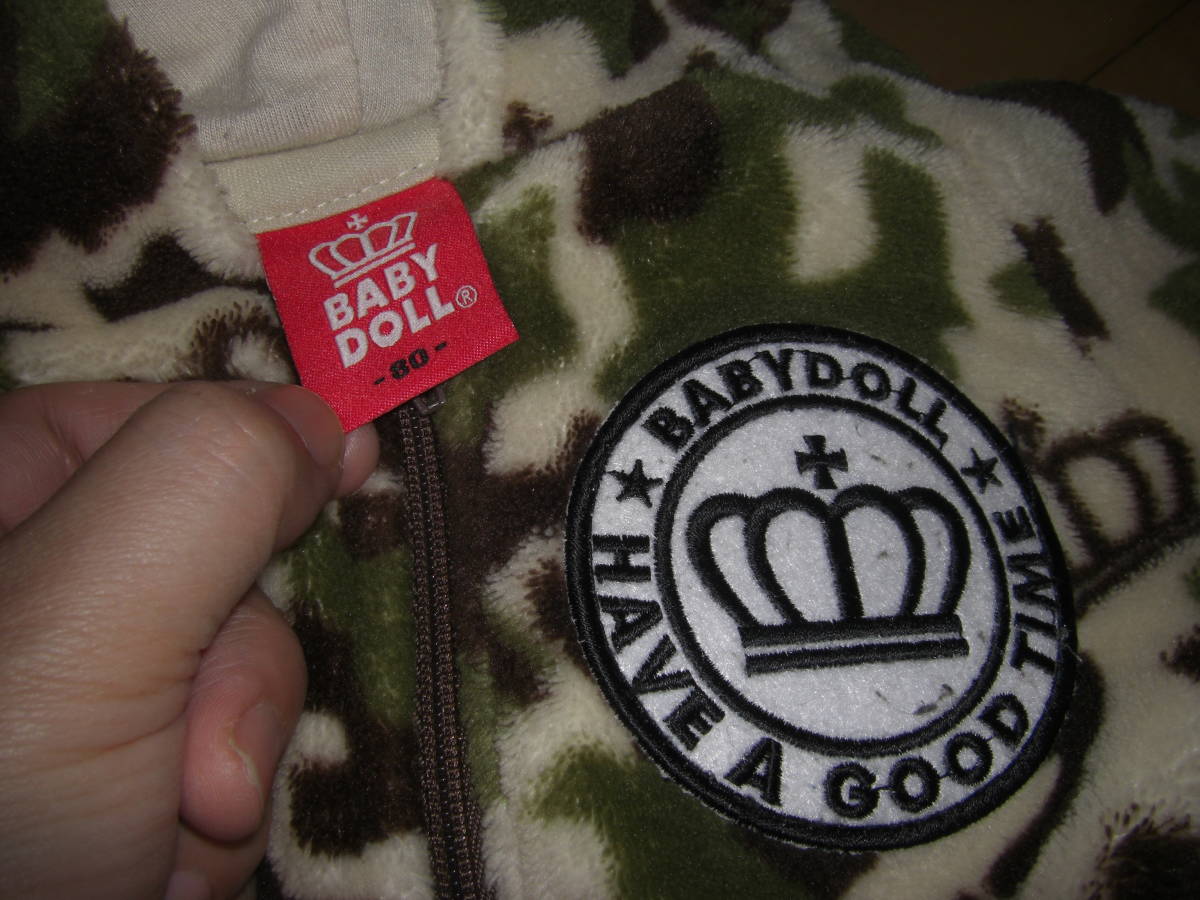 BABY
DOLL®
-80-
BABYDOLL
HAVE A GOOD TIME